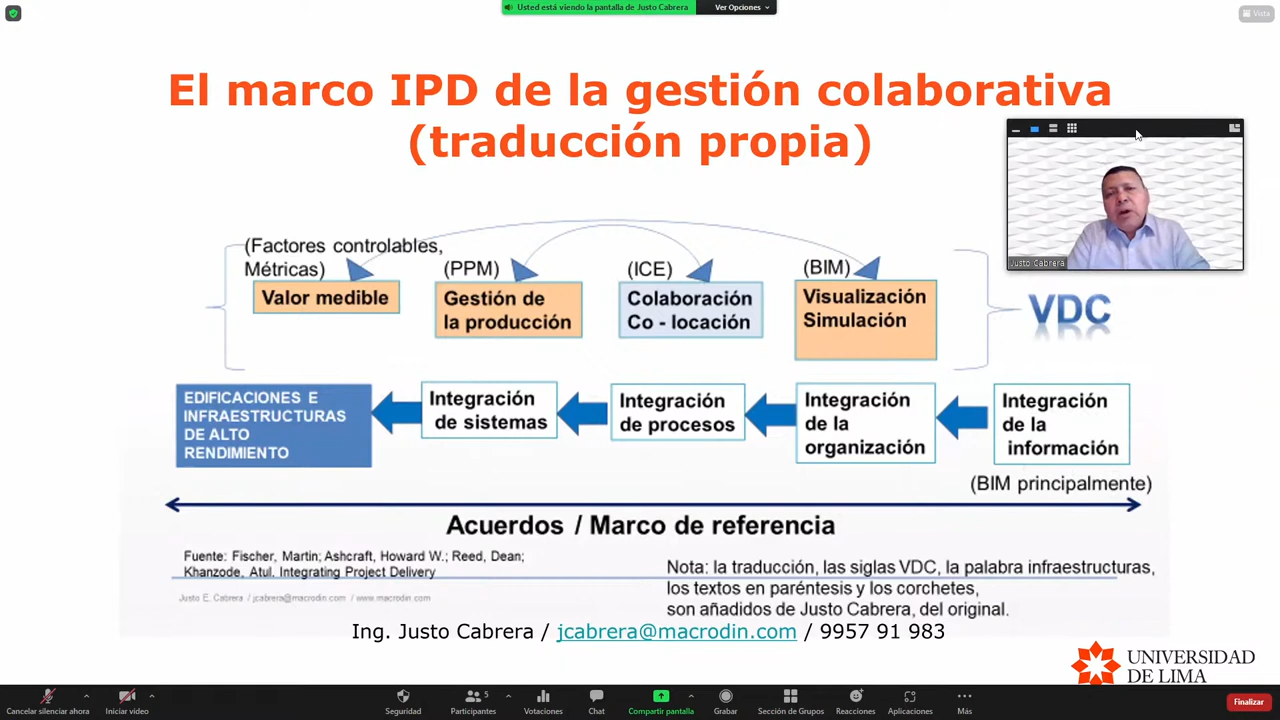 Usted está viendo la pantalla de Justo Cabrera
Ver Opciones
Vista
El marco IPD de la gestión colaborativa
(traducción propia)
Justo Cabrera
(Factores controlables,
Métricas)
(PPM)
(ICE)
(BIM)
Valor medible
Gestión de
la producción
Colaboración
Co - locación
Visualización
Simulación
VDC
EDIFICACIONES E
INFRAESTRUCTURAS
DE ALTO
RENDIMIENTO
Integración
de sistemas
Integración
de procesos
Integración
de la
organización
Integración
de la
información
(BIM principalmente)
Acuerdos / Marco de referencia
Fuente: Fischer, Martin; Ashcraft, Howard W.; Reed, Dean;
Khanzode, Atul. Integrating Project Delivery
Justo E. Cabrera / jcabrera@macrodin.com / www.macrodin.com
Nota: la traducción, las siglas VDC, la palabra infraestructuras,
los textos en paréntesis y los corchetes,
son añadidos de Justo Cabrera, del original.
Ing. Justo Cabrera / jcabrera@macrodin.com / 9957 91 983
UNIVERSIDAD
DE LIMA
Cancelar silenciar ahora
Iniciar video
Seguridad
5
Participantes
Votaciones
Chat
Compartir pantalla
Grabar
Sección de Grupos
Reacciones
Aplicaciones
Más
Finalizar